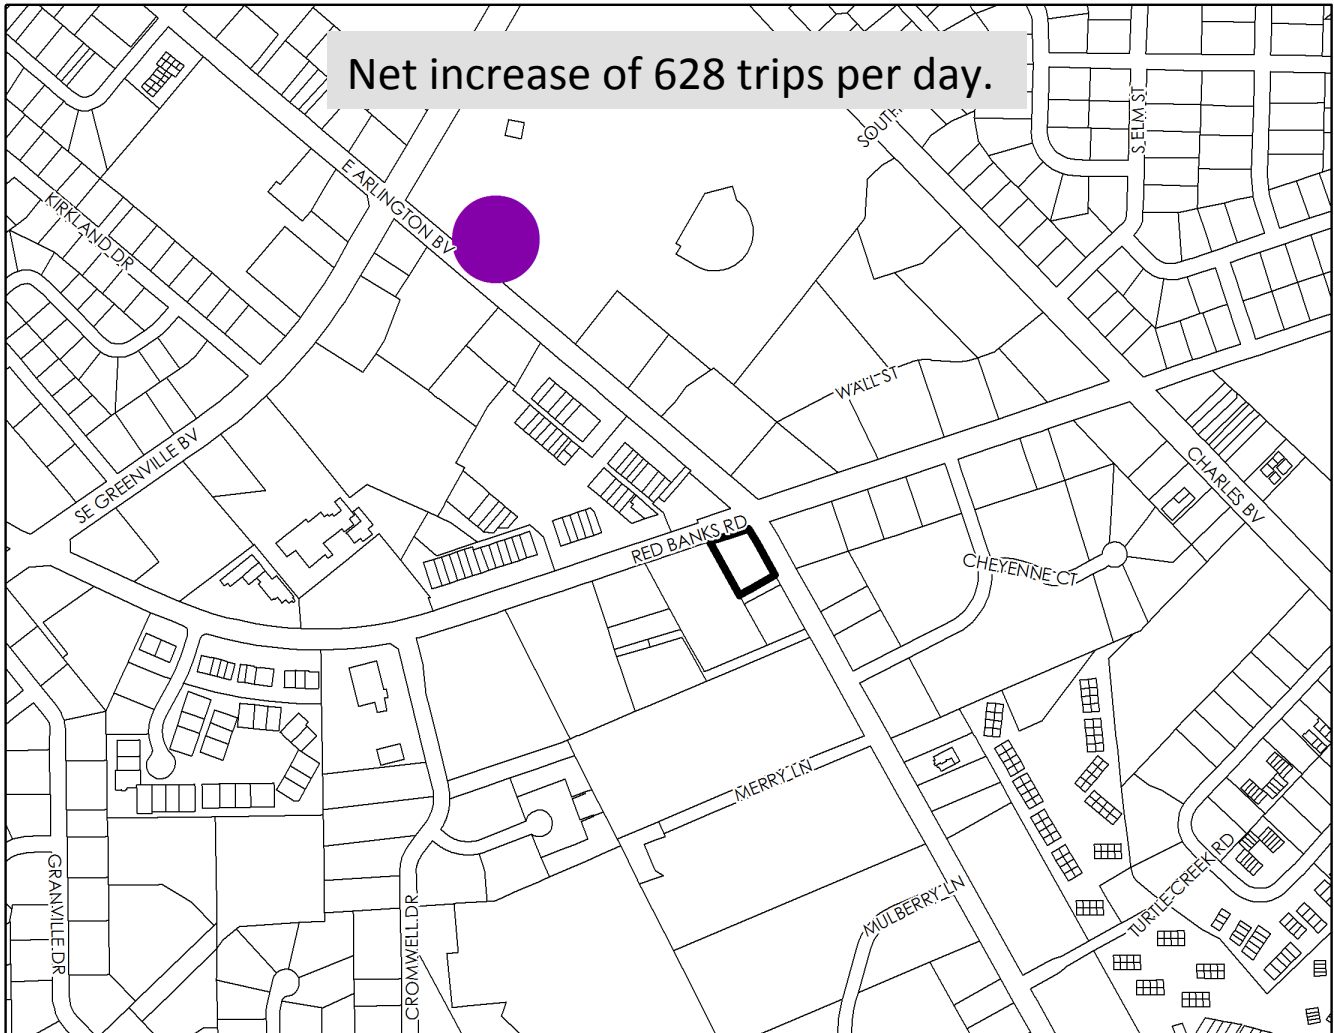 Net increase of 628 trips per day.
S ELM ST
E ARLINGTON BV
KIRKLAND DR
WALL ST
SE GREENVILLE BV
CHARLES BV
RED BANKS RD
CHEYENNE CT
MERRY LN
MULBERRY LN
TURTLE CREEK RD
GRANVILLE DR
CROMWELL DR